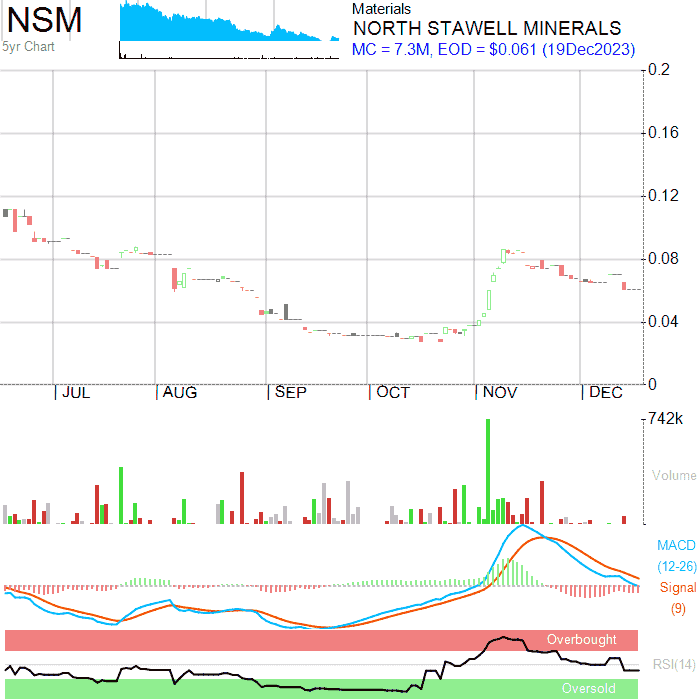 NSM
5yr Chart
Materials
NORTH STAWELL MINERALS
MC = 7.3M, EOD = $0.061 (19Dec2023)
0.2
0.16
0.12
0.08
0.04
0
JUL AUG SEP OCT NOV DEC
742k
Volume
MACD
(12-26)
Signal
(9)
Overbought
RSI(14)
Oversold